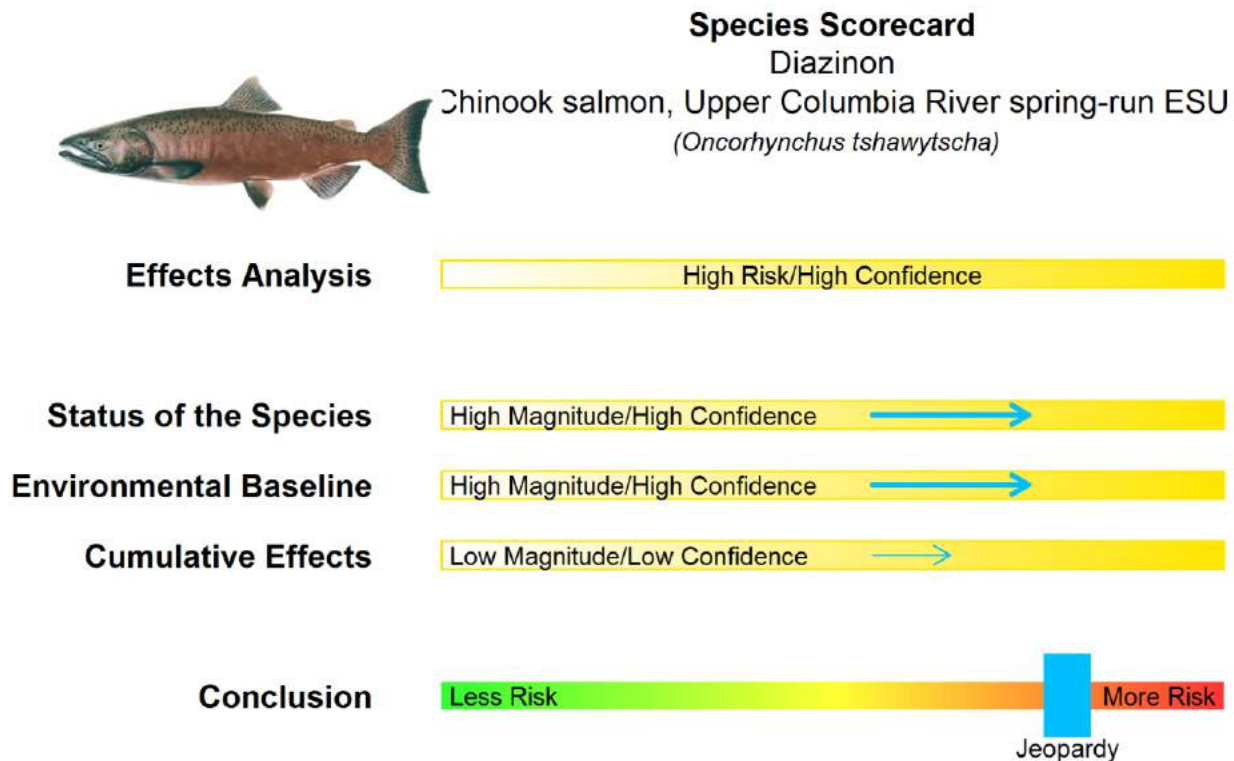 Species Scorecard
Diazinon
Chinook salmon, Upper Columbia River spring-run ESU
(Oncorhynchus tshawytscha)
Effects Analysis
High Risk/High Confidence
Status of the Species
High Magnitude/High Confidence
Environmental Baseline
High Magnitude/High Confidence
Cumulative Effects
Low Magnitude/Low Confidence
Conclusion
Less Risk
More Risk
Jeopardy